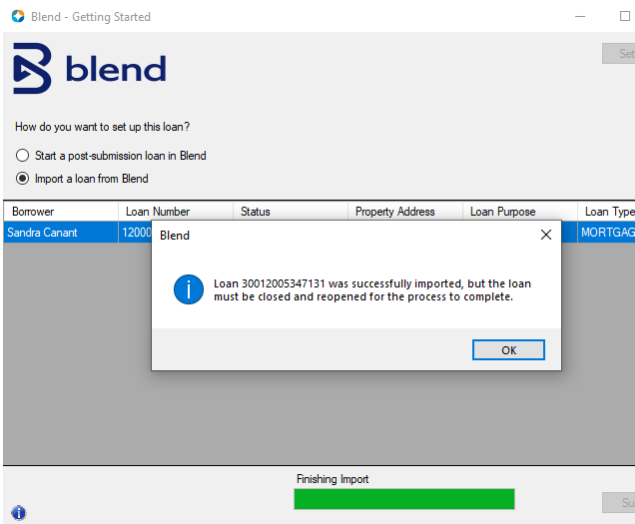 Blend - Getting Started
blend
Set
How do you want to set up this loan?
Start a post-submission loan in Blend
Import a loan from Blend
Borrower Loan Number Status Property Address Loan Purpose Loan Type
Sandra Canant 12000 MORTGAG
Blend
Loan 30012005347131 was successfully imported, but the loan
must be closed and reopened for the process to complete.
OK
Finishing Import
Su